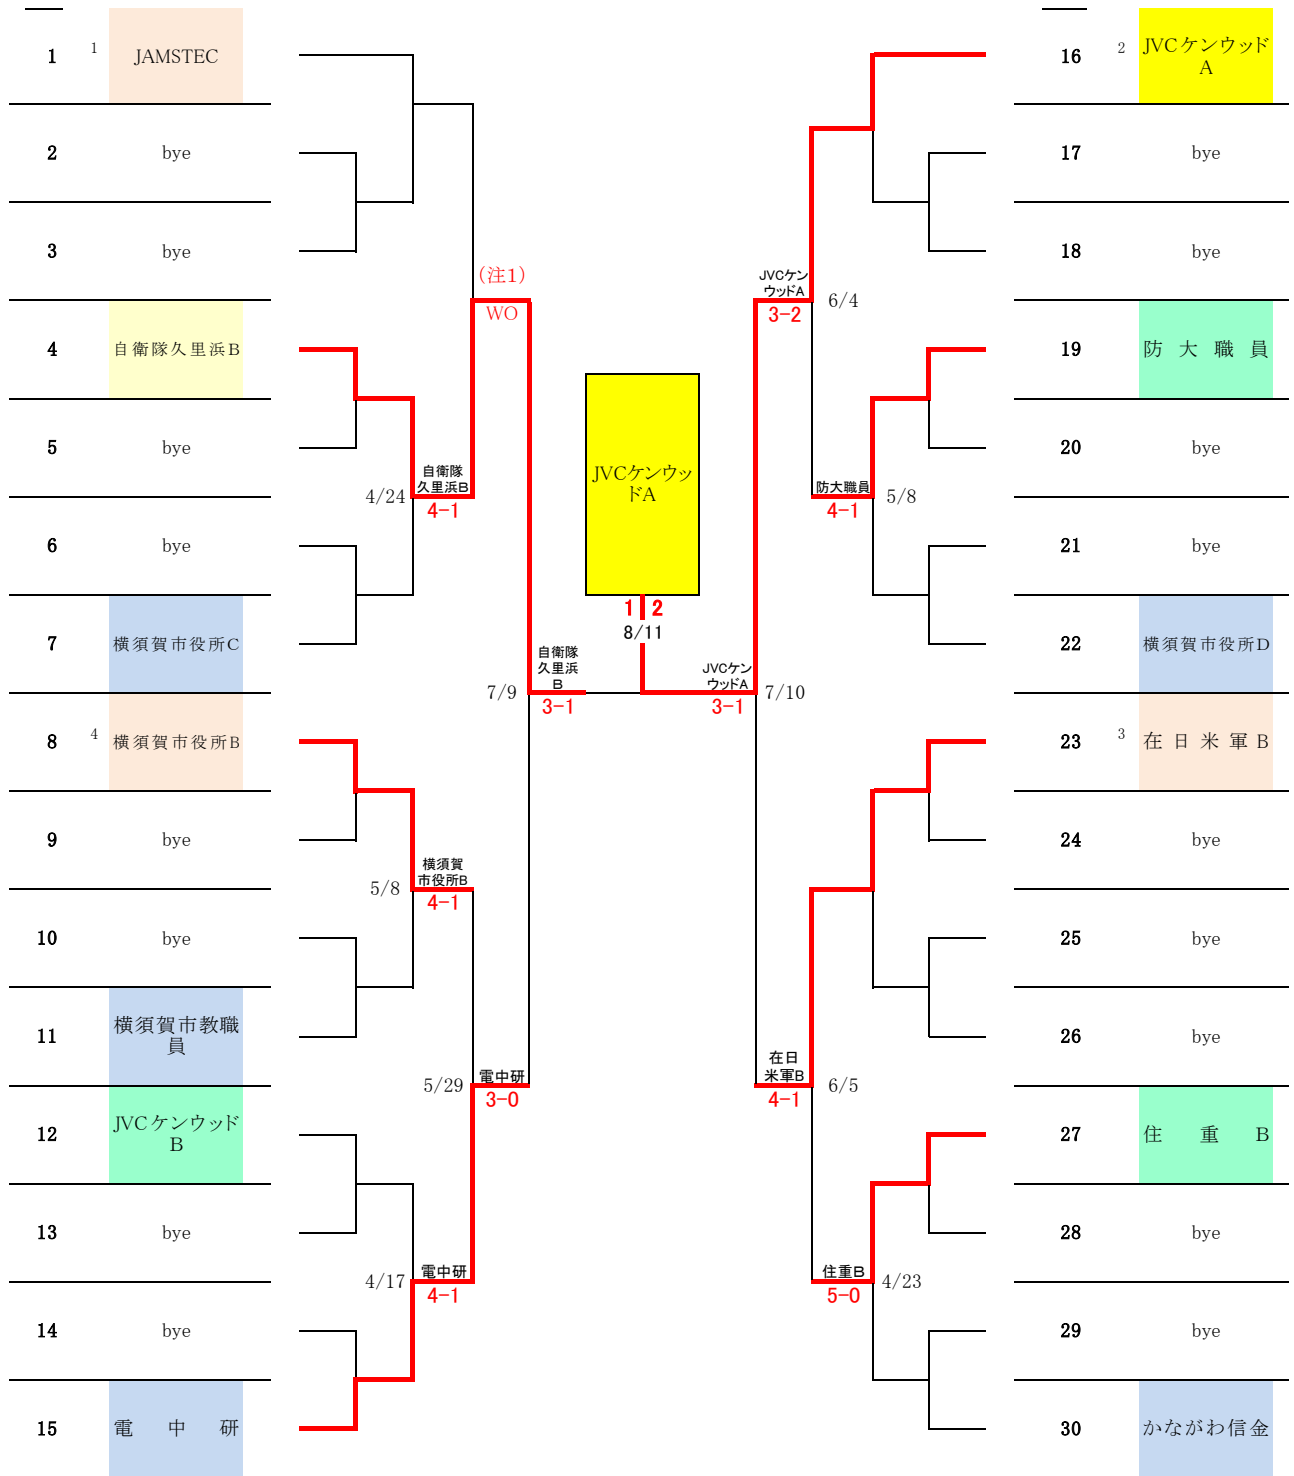 1 1 JAMSTEC
2 bye
3 bye
4 自衛隊久里浜B
5 bye
6 bye
7 横須賀市役所C
8 4 横須賀市役所B
9 bye
10 bye
11 横須賀市教職
員
12 JVCケンウッド
B
13 bye
14 bye
15 電中研
(注1)
WO
自衛隊
久里浜B
4/24
4-1
自衛隊
久里浜
B
7/9
3-1
横須賀
市役所B
5/8
4-1
電中研
5/29
3-0
電中研
4/17
4-1
JVCケンウッ
ドA
1 2
8/11
JVCケン
ウッドA
6/4
3-2
防大職員
5/8
4-1
JVCケン
ウッドA
7/10
3-1
在日
米軍B
6/5
4-1
住重B
4/23
5-0
16 2 JVCケンウッド
A
17 bye
18 bye
19 防大職員
20 bye
21 bye
22 横須賀市役所D
23 3 在日米軍B
24 bye
25 bye
26 bye
27 住重B
28 bye
29 bye
30 かながわ信金